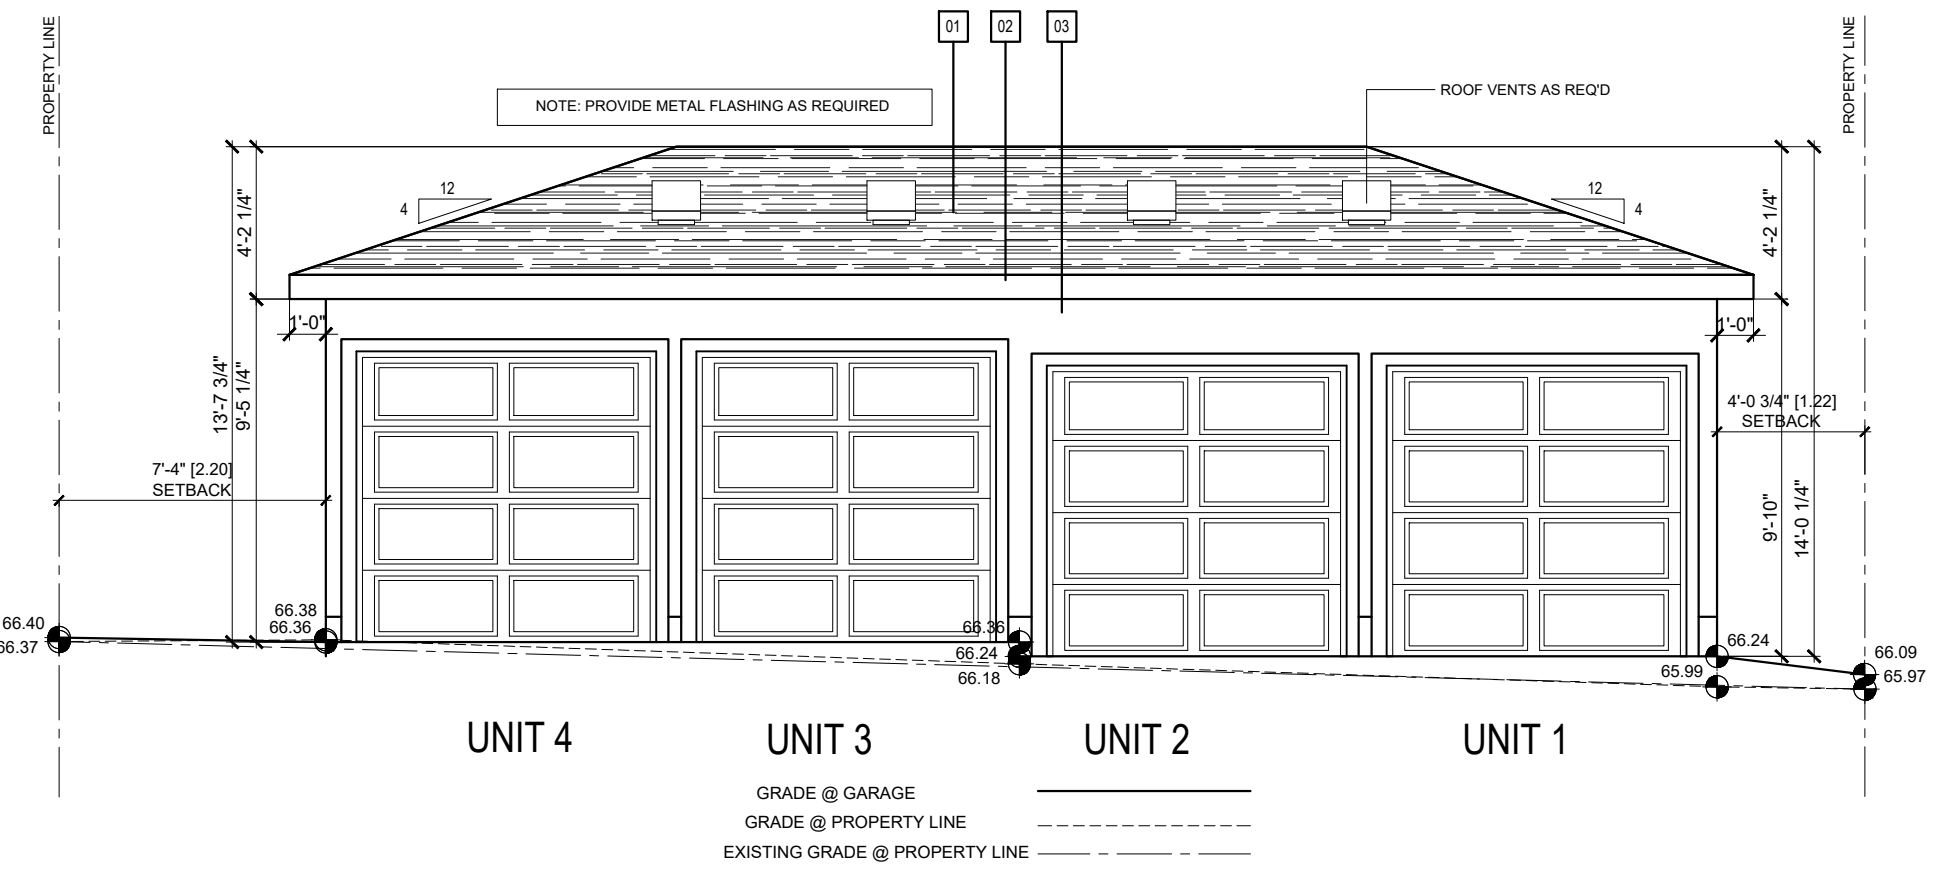 01
02
03
PROPERTY LINE
PROPERTY LINE
NOTE: PROVIDE METAL FLASHING AS REQUIRED
ROOF VENTS AS REQ'D
12
4
12
4
4'-2 1/4"
4'-2 1/4"
1'-0"
1'-0"
13'-7 3/4"
9'-5 1/4"
4'-0 3/4" [1.22]
SETBACK
7'-4" [2.20]
SETBACK
9'-10"
14'-0 1/4"
66.40
66.37
66.38
66.36
66.36
66.24
66.18
66.24
65.99
66.09
65.97
UNIT 4
UNIT 3
UNIT 2
UNIT 1
GRADE @ GARAGE
GRADE @ PROPERTY LINE
EXISTING GRADE @ PROPERTY LINE